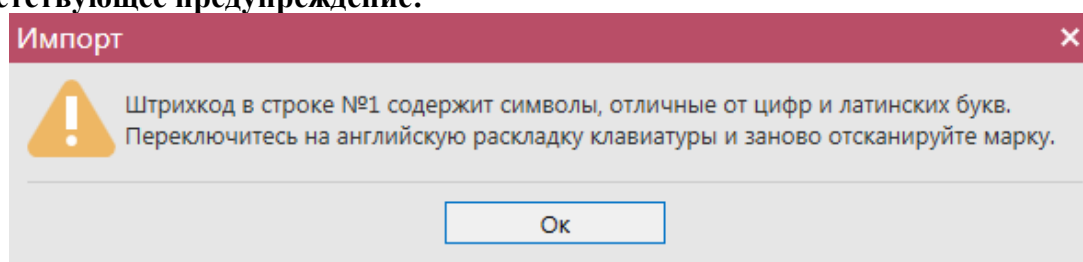 предупреждение:
Импорт
Штрихкод в строке №1 содержит символы, отличные от цифр и латинских букв.
Переключитесь на английскую раскладку клавиатуры и заново отсканируйте марку.
Ок